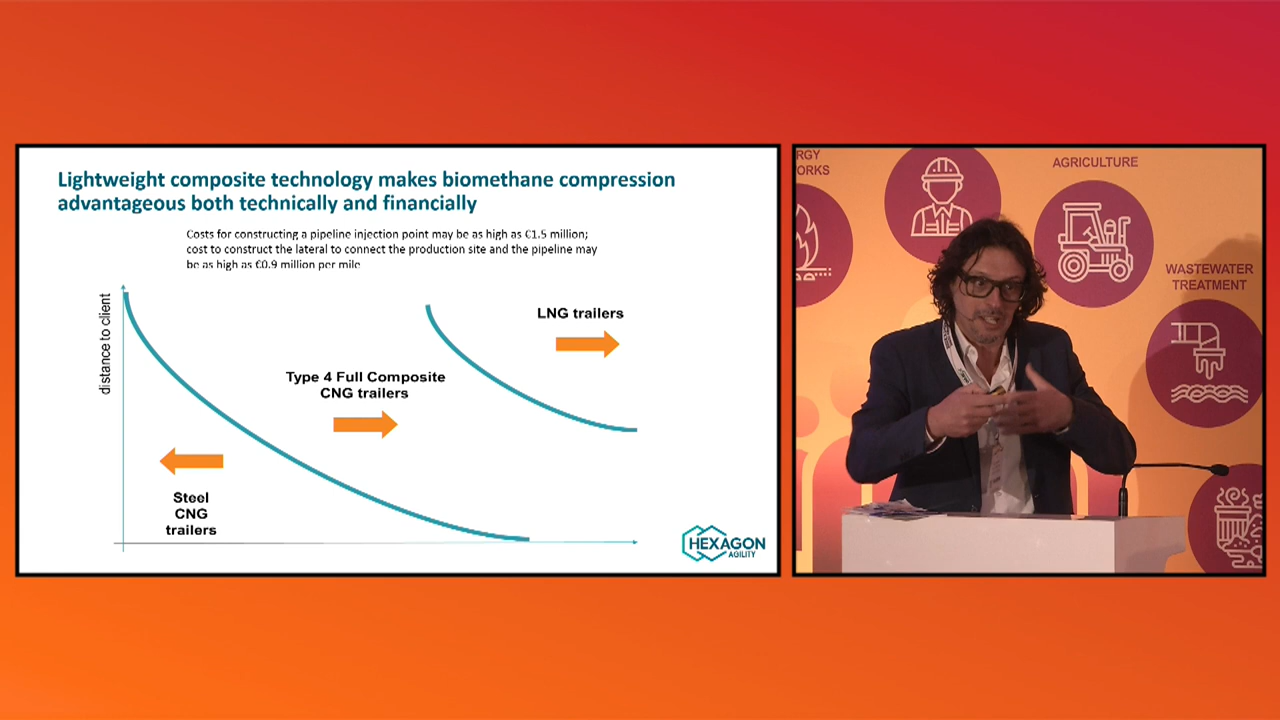 Lightweight composite technology makes biomethane compression
advantageous both technically and financially
Costs for constructing a pipeline injection point may be as high as €1.5 million;
cost to construct the lateral to connect the production site and the pipeline may
be as high as €0.9 million per mile
distance to client
LNG trailers
Type 4 Full Composite
CNG trailers
Steel
CNG
trailers
HEXAGON
AGILITY
RGY
ORKS
AGRICULTURE
WASTEWATER
TREATMENT